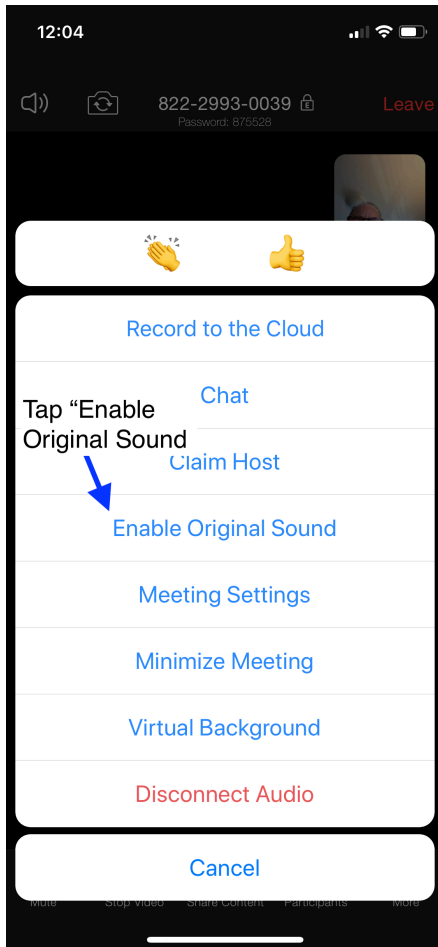 12:04
822-2993-0039
Leave
Password: 875528
Record to the Cloud
Chat
Tap “Enable
Original Sound
Claim Host
Enable Original Sound
Meeting Settings
Minimize Meeting
Virtual Background
Disconnect Audio
Cancel
Mute Stop Video Share Content Participants More